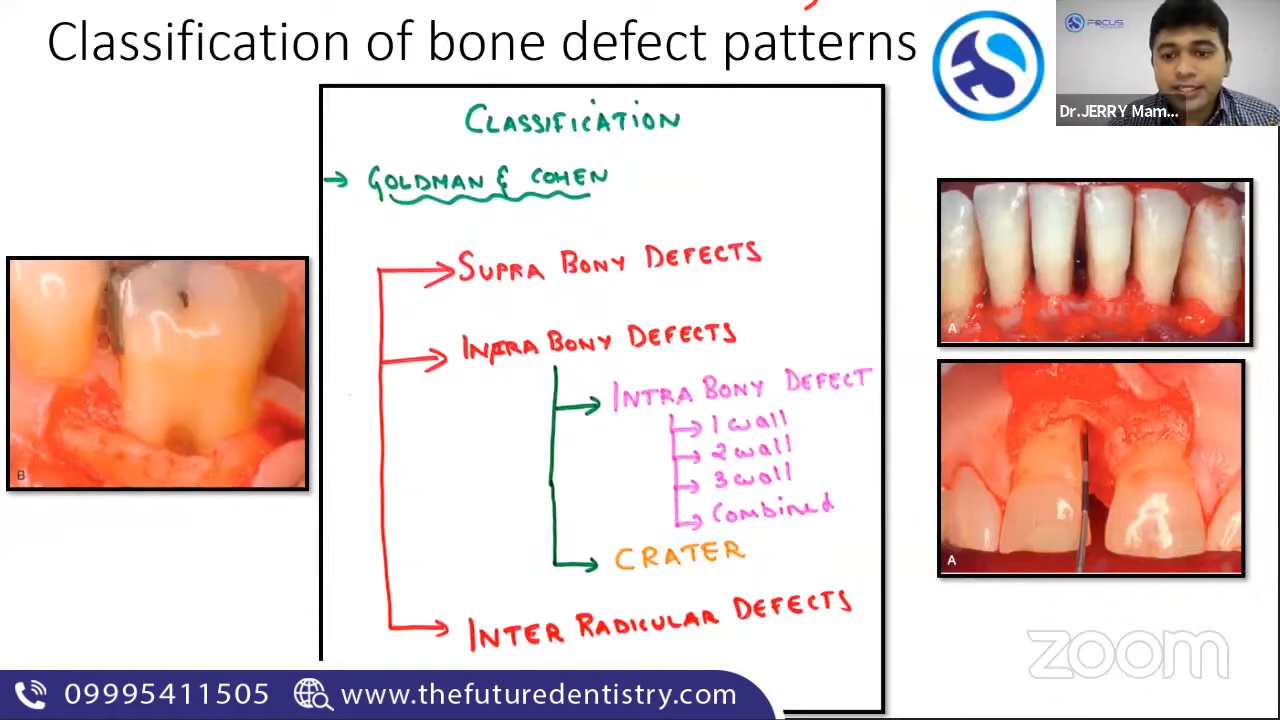 Classification of bone defect patterns
FOCUS
Dr.JERRY Mam...
CLASSIFICATION
→ GOLDMAN & COHEN
SUPRA BONY DEFECTS
INFRA BONY DEFECTS
INTRA BONY DEFECT
1 wall
2 wall
3 wall
Combined
CRATER
INTER RADICULAR DEFECTS
B
A
A
zoom
09995411505 www.thefuturedentistry.com